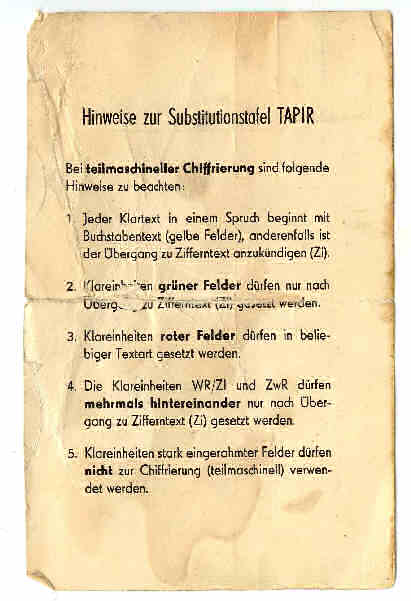 Hinweise zur Substitutionstafel TAPIR
Bei teilmaschineller Chiffrierung sind folgende
Hinweise zu beachten:
1. Jeder Klartext in einem Spruch beginnt mit
Buchstabentext (gelbe Felder), anderenfalls ist
der Übergang zu Zifferntext anzukündigen (Zi).
2. Klareinheiten grüner Felder dürfen nur nach
Übergang zu Zifferntext (Zi) gesetzt werden.
3. Klareinheiten roter Felder dürfen in belie-
biger Textart gesetzt werden.
4. Die Klareinheiten WR/ZI und ZwR dürfen
mehrmals hintereinander nur nach Über-
gang zu Zifferntext (Zi) gesetzt werden.
5. Klareinheiten stark eingerahmter Felder dürfen
nicht zur Chiffrierung (teilmaschinell) verwen-
det werden.